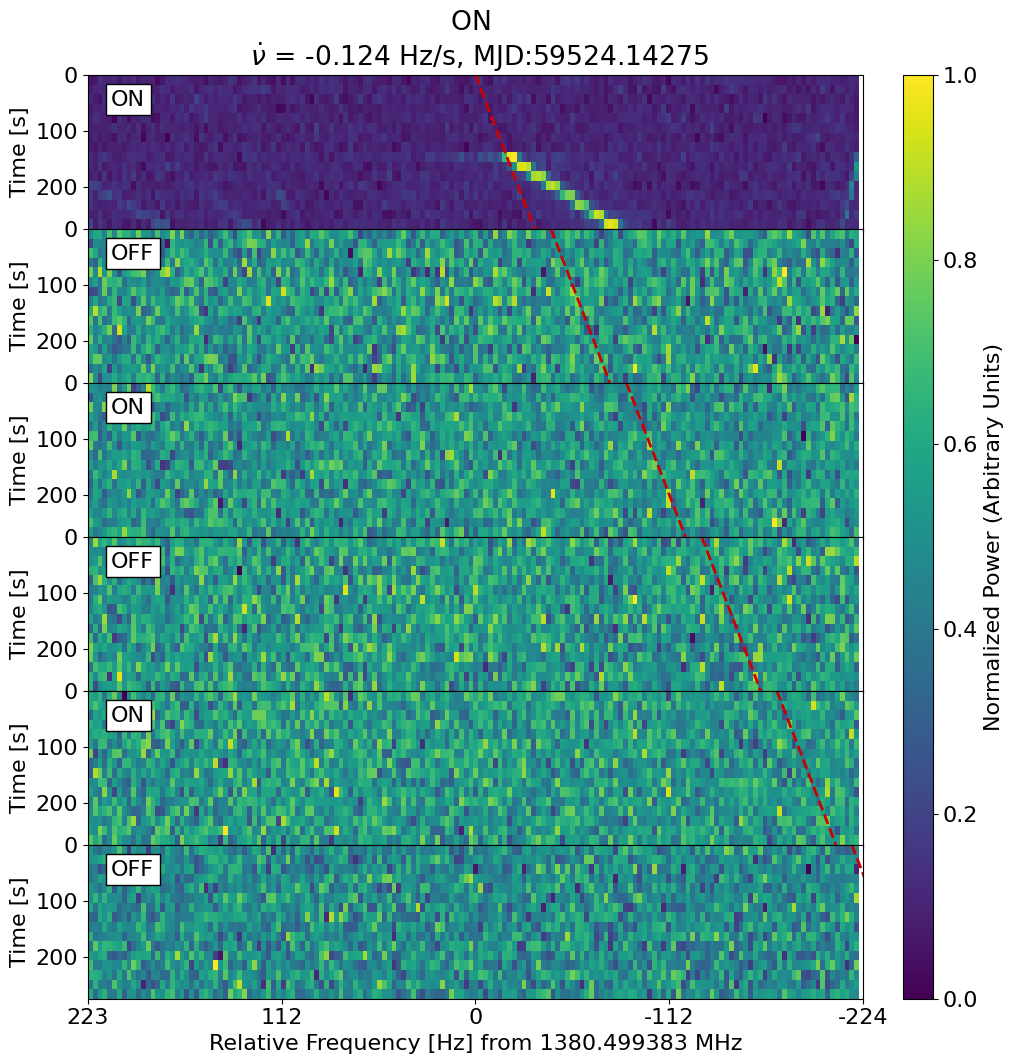 ON
ν̇ = -0.124 Hz/s, MJD:59524.14275
Time [s]
0
100
200
ON
Time [s]
0
100
200
OFF
Time [s]
0
100
200
ON
Time [s]
0
100
200
OFF
Time [s]
0
100
200
ON
Time [s]
0
100
200
OFF
223 112 0 -112 -224
Relative Frequency [Hz] from 1380.499383 MHz
1.0
0.8
0.6
0.4
0.2
0.0
Normalized Power (Arbitrary Units)